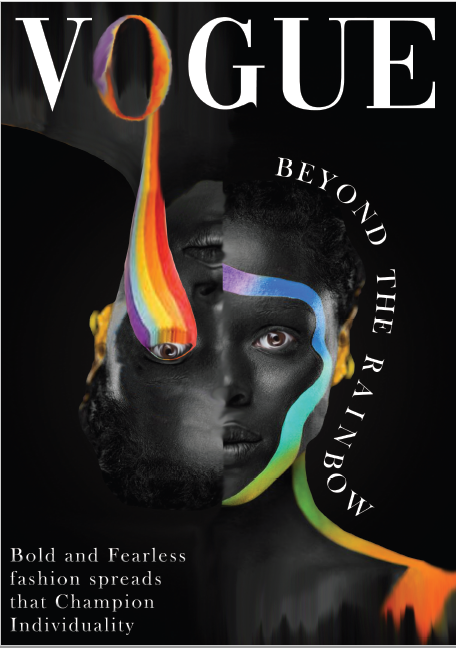 VOGUE
BEYOND THE RAINBOW
Bold and Fearless
fashion spreads
that Champion
Individuality